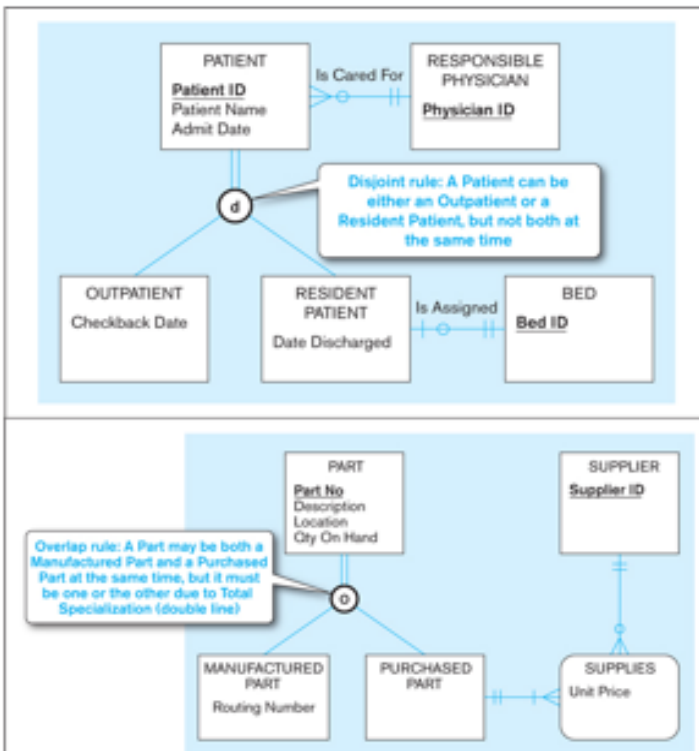 PATIENT
Patient ID
Patient Name
Admit Date
Is Cared For
RESPONSIBLE
PHYSICIAN
Physician ID
d
Disjoint rule: A Patient can be
either an Outpatient or a
Resident Patient, but not both at
the same time
OUTPATIENT
Checkback Date
RESIDENT
PATIENT
Date Discharged
Is Assigned
BED
Bed ID
PART
Part No
Description
Location
Qty On Hand
SUPPLIER
Supplier ID
Overlap rule: A Part may be both a
Manufactured Part and a Purchased
Part at the same time, but it must
be one or the other due to Total
Specialization (double line)
O
MANUFACTURED
PART
Routing Number
PURCHASED
PART
SUPPLIES
Unit Price